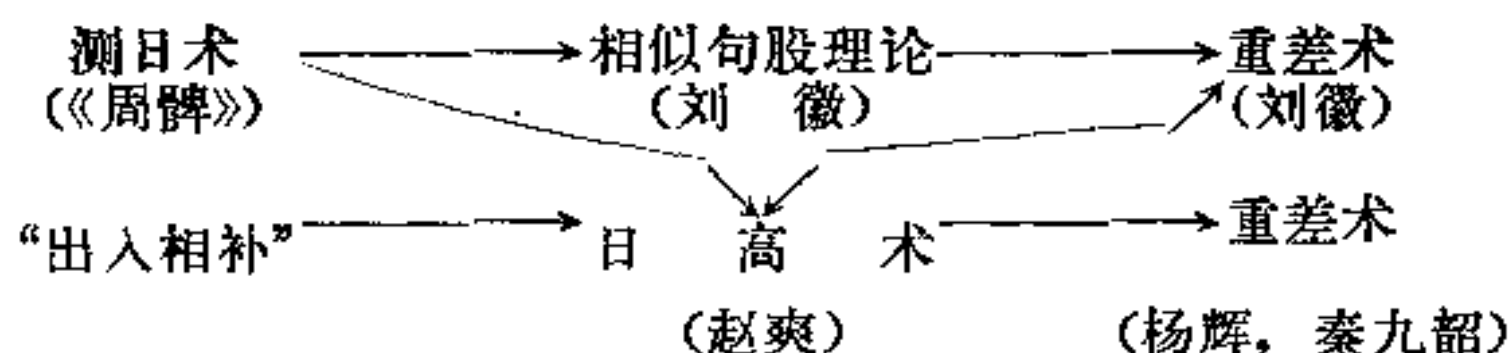 测日术 相似句股理论 重差术
(《周髀》) (刘 徽) (刘徽)
“出入相补” 日 高 术 重差术
(赵爽) (杨辉，秦九韶)